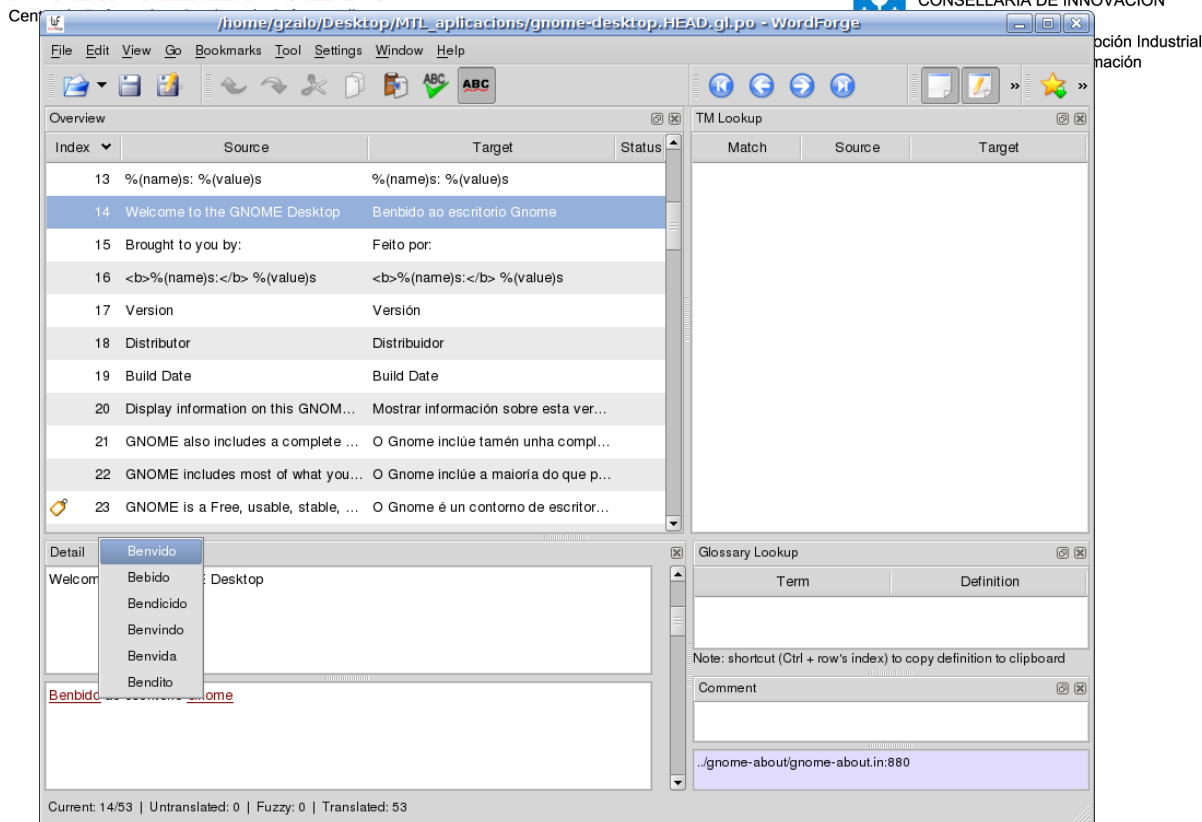 CONSELLARÍA DE INNOVACIÓN
Cent
/home/gzalo/Desktop/MTL_aplicacions/gnome-desktop.HEAD.gl.po - WordForge
oción Industrial
mación
File Edit View Go Bookmarks Tool Settings Window Help
ABC ABC » »
Overview
Index Source Target Status
13 %(name)s: %(value)s %(name)s: %(value)s
14 Welcome to the GNOME Desktop Benbido ao escritorio Gnome
15 Brought to you by: Feito por:
16 <b>%(name)s:</b> %(value)s <b>%(name)s:</b> %(value)s
17 Version Versión
18 Distributor Distribuidor
19 Build Date Build Date
20 Display information on this GNOM... Mostrar información sobre esta ver...
21 GNOME also includes a complete ... O Gnome inclúe tamén unha compl...
22 GNOME includes most of what you... O Gnome inclúe a maioría do que p...
23 GNOME is a Free, usable, stable, ... O Gnome é un contorno de escritor...
TM Lookup
Match Source Target
Detail
Welcom E Desktop
Benvido
Bebido
Bendicido
Benvindo
Benvida
Bendito
Benbido ao escritorio Gnome
Glossary Lookup
Term Definition
Note: shortcut (Ctrl + row's index) to copy definition to clipboard
Comment
../gnome-about/gnome-about.in:880
Current: 14/53 | Untranslated: 0 | Fuzzy: 0 | Translated: 53